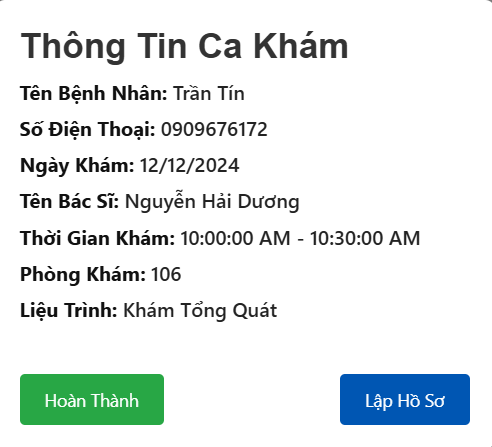 Thông Tin Ca Khám
Tên Bệnh Nhân: Trần Tín
Số Điện Thoại: 0909676172
Ngày Khám: 12/12/2024
Tên Bác Sĩ: Nguyễn Hải Dương
Thời Gian Khám: 10:00:00 AM - 10:30:00 AM
Phòng Khám: 106
Liệu Trình: Khám Tổng Quát
Hoàn Thành
Lập Hồ Sơ